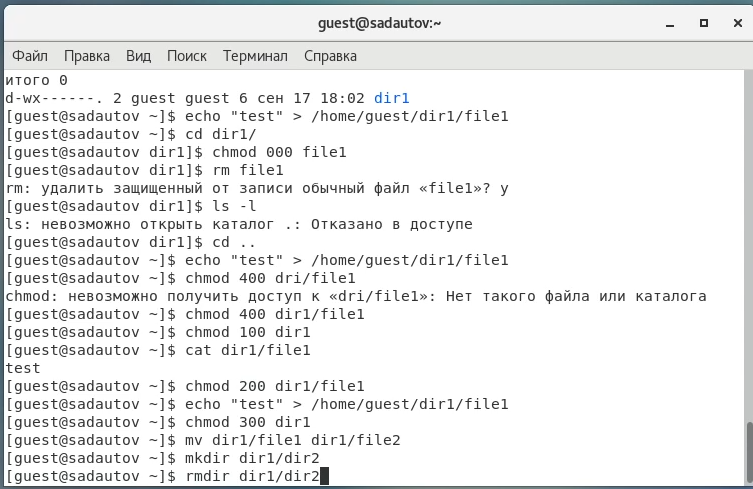 guest@sadautov:~
Файл Правка Вид Поиск Терминал Справка
итого 0
d-wx------. 2 guest guest 6 сен 17 18:02 dir1
[guest@sadautov ~]$ echo "test" > /home/guest/dir1/file1
[guest@sadautov ~]$ cd dir1/
[guest@sadautov dir1]$ chmod 000 file1
[guest@sadautov dir1]$ rm file1
rm: удалить защищенный от записи обычный файл «file1»? y
[guest@sadautov dir1]$ ls -l
ls: невозможно открыть каталог .: Отказано в доступе
[guest@sadautov dir1]$ cd ..
[guest@sadautov ~]$ echo "test" > /home/guest/dir1/file1
[guest@sadautov ~]$ chmod 400 dri/file1
chmod: невозможно получить доступ к «dri/file1»: Нет такого файла или каталога
[guest@sadautov ~]$ chmod 400 dir1/file1
[guest@sadautov ~]$ chmod 100 dir1
[guest@sadautov ~]$ cat dir1/file1
test
[guest@sadautov ~]$ chmod 200 dir1/file1
[guest@sadautov ~]$ echo "test" > /home/guest/dir1/file1
[guest@sadautov ~]$ chmod 300 dir1
[guest@sadautov ~]$ mv dir1/file1 dir1/file2
[guest@sadautov ~]$ mkdir dir1/dir2
[guest@sadautov ~]$ rmdir dir1/dir2